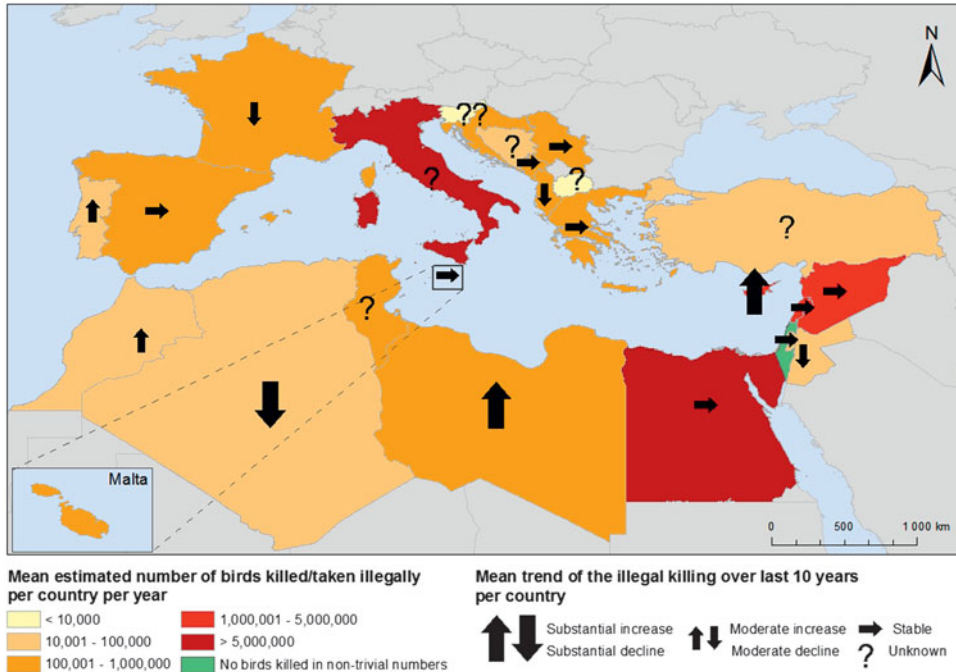 N
??
?
?
?
?
?
?
Malta
0 500 1 000 km
Mean estimated number of birds killed/taken illegally
per country per year
< 10,000
10,001 - 100,000
100,001 - 1,000,000
1,000,001 - 5,000,000
> 5,000,000
No birds killed in non-trivial numbers
Mean trend of the illegal killing over last 10 years
per country
Substantial increase
Substantial decline
Moderate increase
Moderate decline
Stable
? Unknown